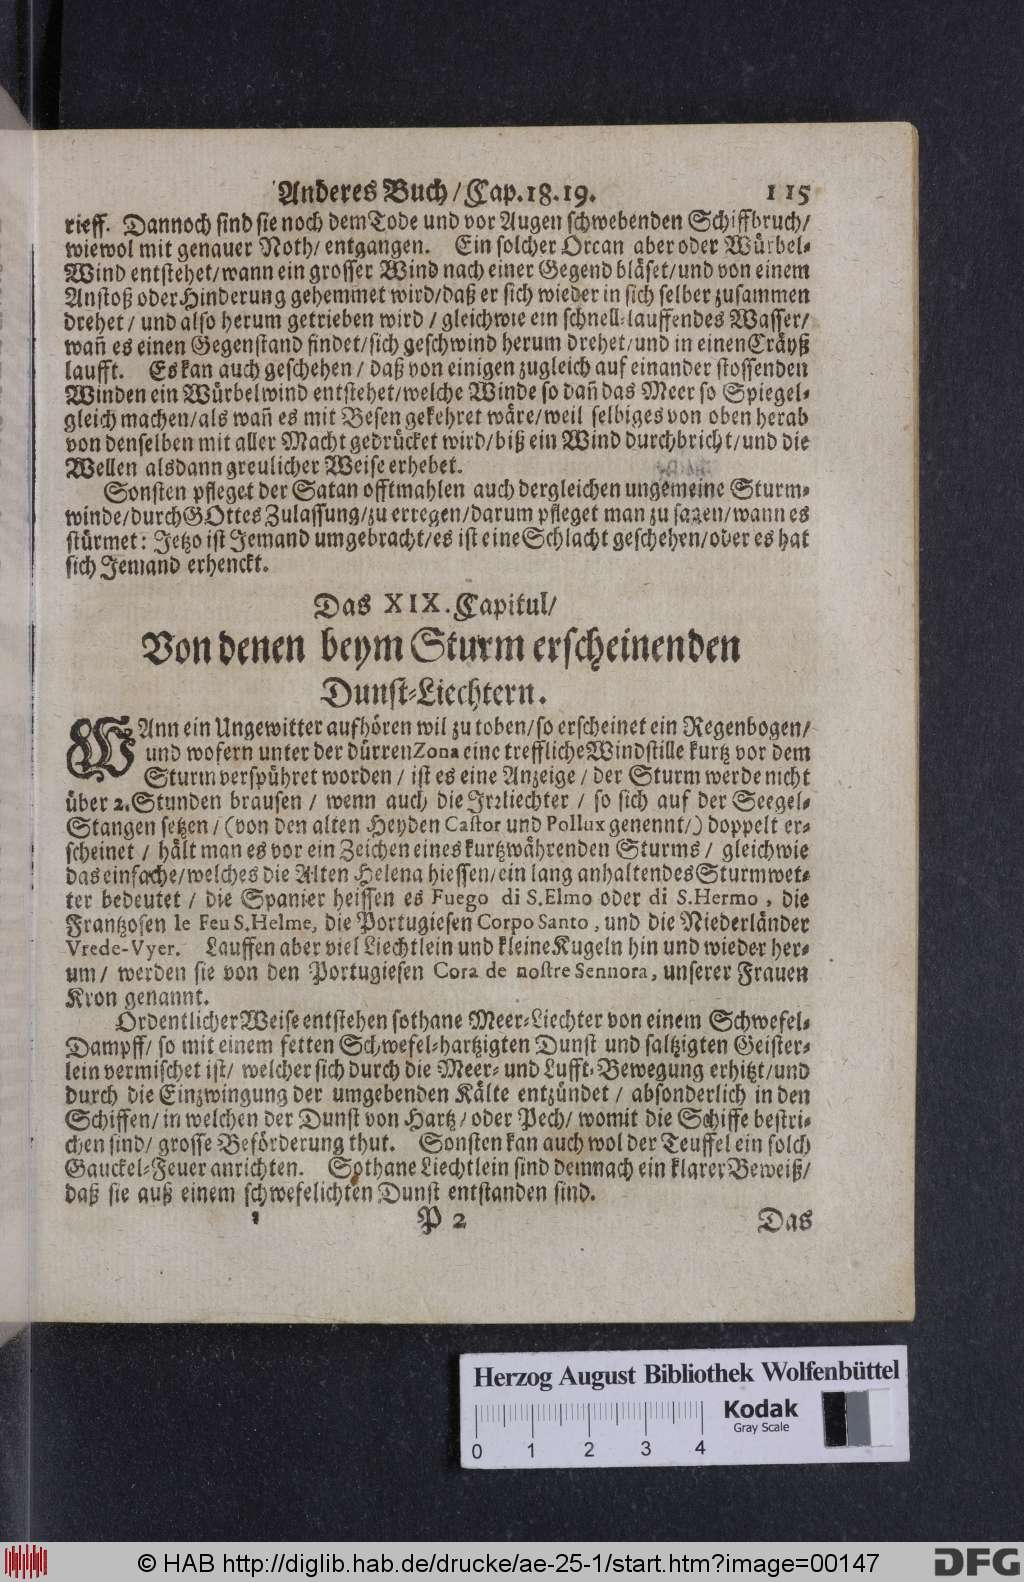 Anderes Buch / Cap. 18. 19. 115
rieff. Dannoch sind sie noch dem Tode und vor Augen schwebenden Schiffbruch/
wiewol mit genauer Noth/ entgangen. Ein solcher Orcan aber oder Würbel-
Wind entstehet/ wann ein grosser Wind nach einer Gegend bläset/ und von einem
Anstoß oder Hinderung gehemmet wird/ daß er sich wieder in sich selber zusammen
drehet / und also herum getrieben wird / gleichwie ein schnell-lauffendes Wasser/
wañ es einen Gegenstand findet/ sich geschwind herum drehet/ und in einen Cräyß
laufft. Es kan auch geschehen / daß von einigen zugleich auf einander stossenden
Winden ein Würbelwind entstehet/ welche Winde so dañ das Meer so Spiegel-
gleich machen/ als wañ es mit Besen gekehret wäre/ weil selbiges von oben herab
von denselben mit aller Macht gedrücket wird/ biß ein Wind durchbricht/ und die
Wellen alsdann greulicher Weise erhebet.
Sonsten pfleget der Satan offtmahlen auch dergleichen ungemeine Sturm-
winde/ durch GOttes Zulassung/ zu erregen/ darum pfleget man zu sagen/ wann es
stürmet: Jetzo ist Jemand umgebracht/ es ist eine Schlacht geschehen/ oder es hat
sich Jemand erhenckt.
Das XIX. Capitul/
Von denen beym Sturm erscheinenden
Dunst-Liechtern.
WAnn ein Ungewitter aufhören wil zu toben/ so erscheinet ein Regenbogen/
und wofern unter der dürren Zona eine treffliche Windstille kurtz vor dem
Sturm verspühret worden / ist es eine Anzeige / der Sturm werde nicht
über 2. Stunden brausen / wenn auch die Irrliechter / so sich auf der Seegel-
Stangen setzen / (von den alten Heyden Castor und Pollux genennt/) doppelt er-
scheinet / hält man es vor ein Zeichen eines kurtzwährenden Sturms / gleichwie
das einfache/ welches die Alten Helena hiessen/ ein lang anhaltendes Sturmwet-
ter bedeutet / die Spanier heissen es Fuego di S. Elmo oder di S. Hermo, die
Frantzosen le Feu S. Helme, die Portugiesen Corpo Santo, und die Niederländer
Vrede-Vyer. Lauffen aber viel Liechtlein und kleine Kugeln hin und wieder her-
um / werden sie von den Portugiesen Cora de nostre Sennora, unserer Frauen
Kron genannt.
Ordentlicher Weise entstehen sothane Meer-Liechter von einem Schwefel-
Dampff/ so mit einem fetten Schwefel-hartzigten Dunst und saltzigten Geister-
lein vermischet ist/ welcher sich durch die Meer- und Lufft-Bewegung erhitzt/ und
durch die Einzwingung der umgebenden Kälte entzündet / absonderlich in den
Schiffen/ in welchen der Dunst von Hartz/ oder Pech/ womit die Schiffe bestri-
chen sind/ grosse Beförderung thut. Sonsten kan auch wol der Teuffel ein solch
Gauckel-Feuer anrichten. Sothane Liechtlein sind demnach ein klarer Beweiß/
daß sie auß einem schwefelichten Dunst entstanden sind.
P 2 Das
Herzog August Bibliothek Wolfenbüttel
Kodak
Gray Scale
0 1 2 3 4
© HAB http://diglib.hab.de/drucke/ae-25-1/start.htm?image=00147
DFG